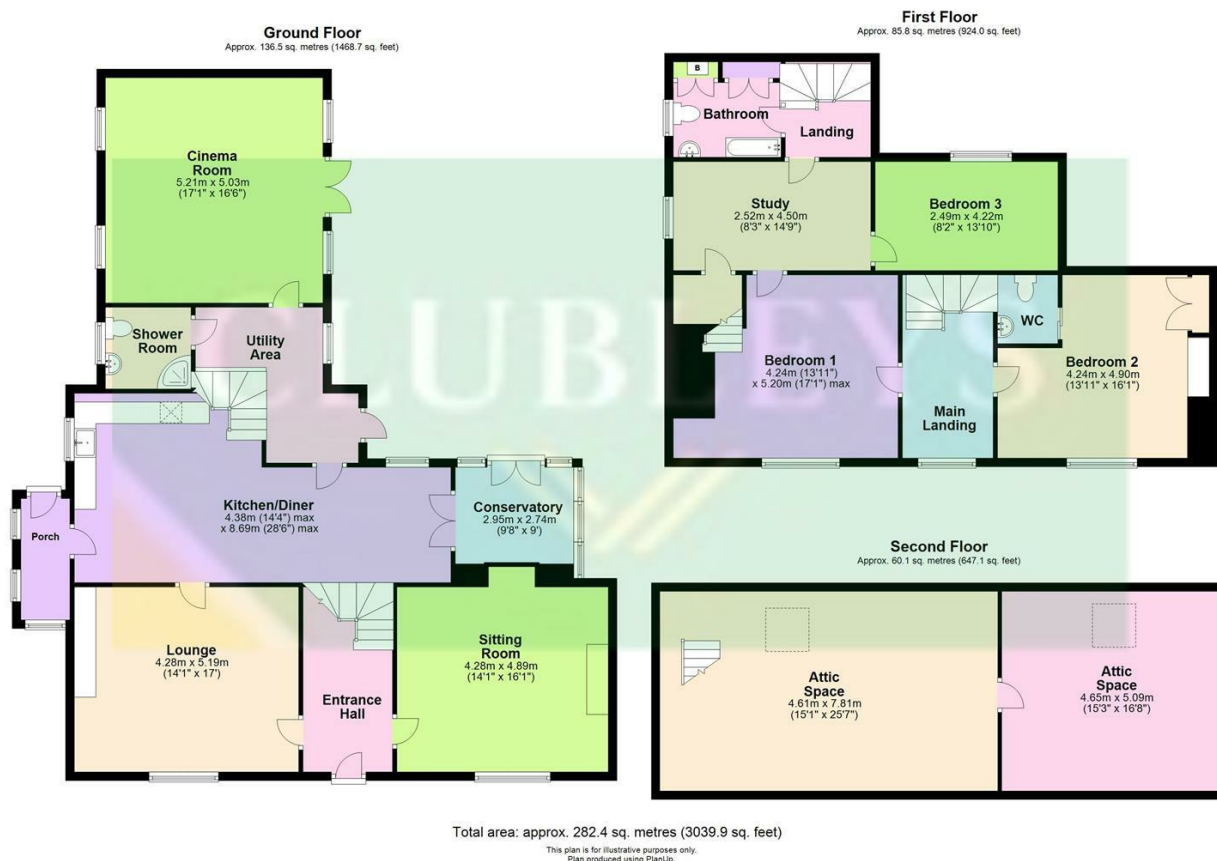 Ground Floor
Approx. 136.5 sq. metres (1468.7 sq. feet)
Cinema
Room
5.21m x 5.03m
(17'1" x 16'6")
Shower
Room
Utility
Area
Kitchen/Diner
4.38m (14'4") max
x 8.69m (28'6") max
Conservatory
2.95m x 2.74m
(9'8" x 9')
Porch
Lounge
4.28m x 5.19m
(14'1" x 17')
Entrance
Hall
Sitting
Room
4.28m x 4.89m
(14'1" x 16'1")
First Floor
Approx. 85.8 sq. metres (924.0 sq. feet)
B
Bathroom
Landing
Study
2.52m x 4.50m
(8'3" x 14'9")
Bedroom 3
2.49m x 4.22m
(8'2" x 13'10")
WC
Bedroom 1
4.24m (13'11")
x 5.20m (17'1") max
Main
Landing
Bedroom 2
4.24m x 4.90m
(13'11" x 16'1")
Second Floor
Approx. 60.1 sq. metres (647.1 sq. feet)
Attic
Space
4.61m x 7.81m
(15'1" x 25'7")
Attic
Space
4.65m x 5.09m
(15'3" x 16'8")
CLUBLEYS
Total area: approx. 282.4 sq. metres (3039.9 sq. feet)
This plan is for illustrative purposes only.
Plan produced using PlanUp.